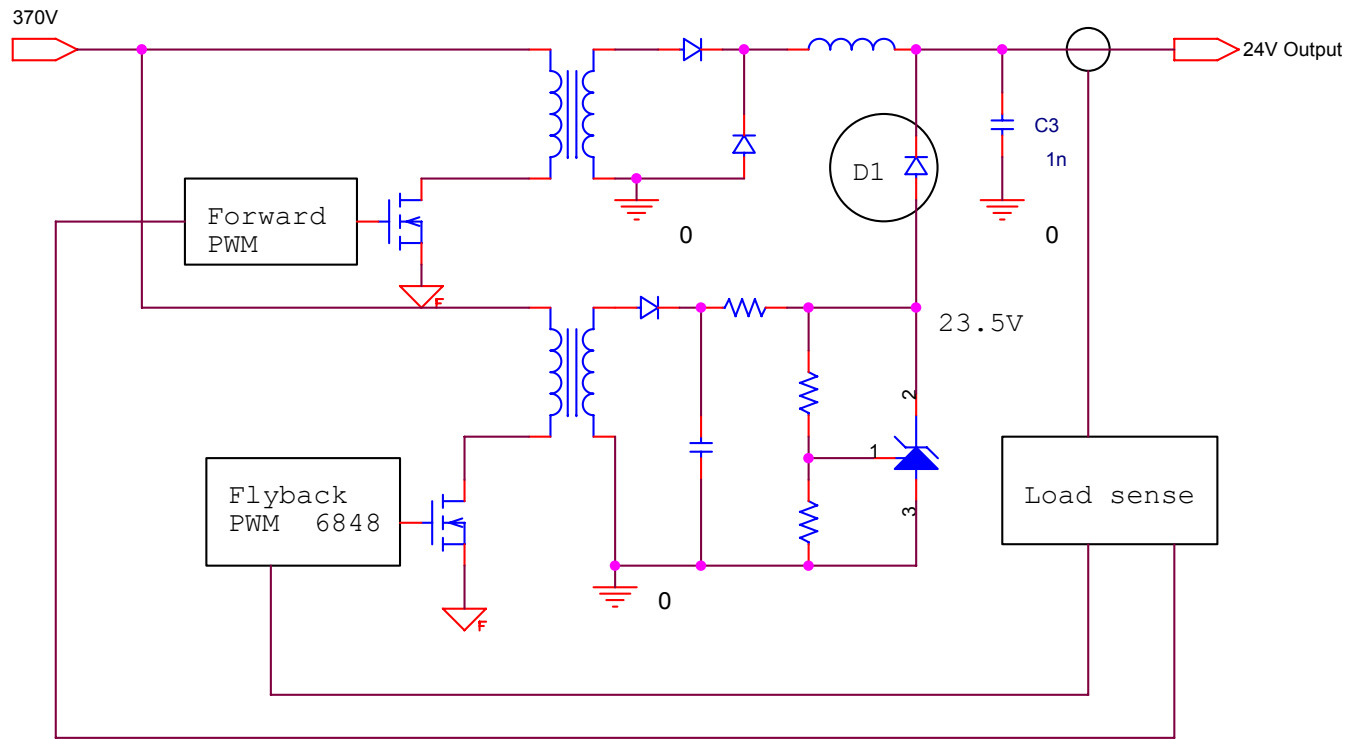 370V
24V Output
C3
1n
D1
Forward
PWM
0
0
F
23.5V
2
1
Flyback
PWM 6848
3
Load sense
0
F